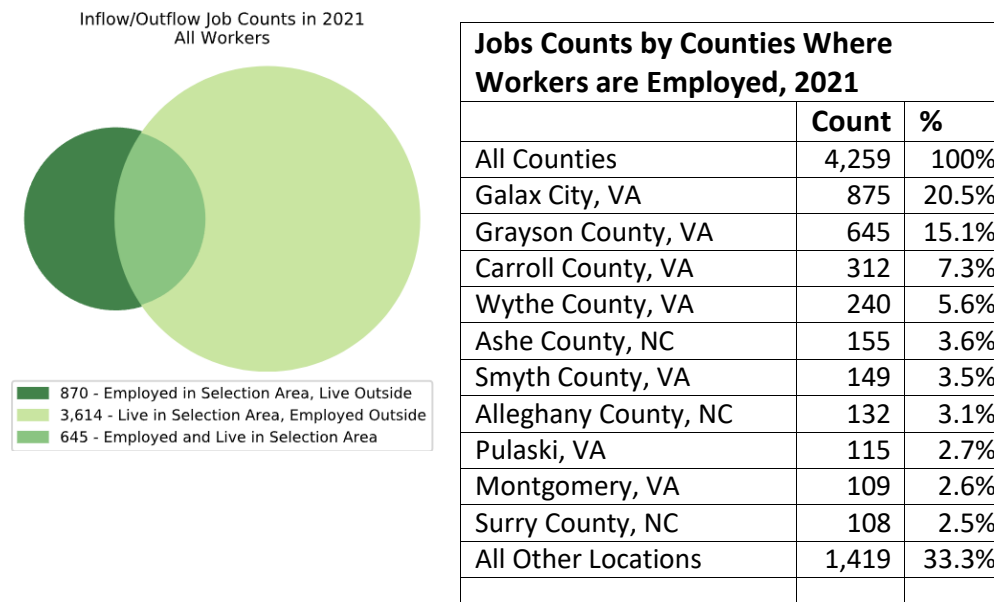 Inflow/Outflow Job Counts in 2021
All Workers
870 - Employed in Selection Area, Live Outside
3,614 - Live in Selection Area, Employed Outside
645 - Employed and Live in Selection Area
Jobs Counts by Counties Where
Workers are Employed, 2021
Count %
All Counties 4,259 100%
Galax City, VA 875 20.5%
Grayson County, VA 645 15.1%
Carroll County, VA 312 7.3%
Wythe County, VA 240 5.6%
Ashe County, NC 155 3.6%
Smyth County, VA 149 3.5%
Alleghany County, NC 132 3.1%
Pulaski, VA 115 2.7%
Montgomery, VA 109 2.6%
Surry County, NC 108 2.5%
All Other Locations 1,419 33.3%